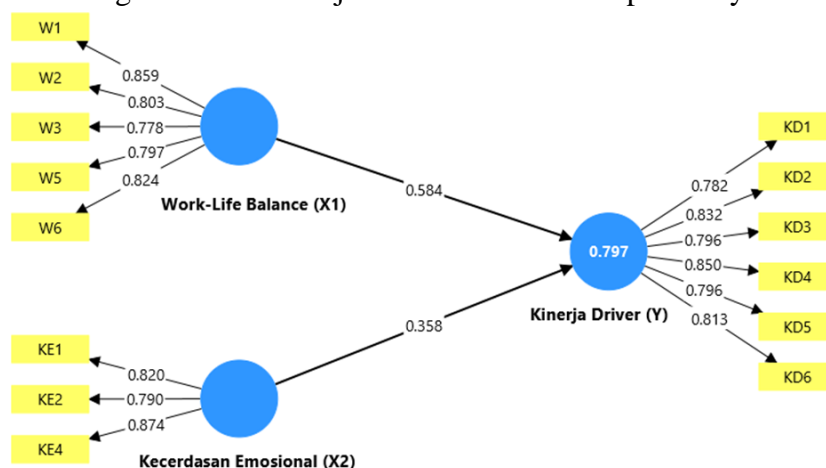 W1
W2
W3
W5
W6
0.859
0.803
0.778
0.797
0.824
Work-Life Balance (X1)
0.584
KE1
KE2
KE4
0.820
0.790
0.874
Kecerdasan Emosional (X2)
0.358
0.797
Kinerja Driver (Y)
0.782
0.832
0.796
0.850
0.796
0.813
KD1
KD2
KD3
KD4
KD5
KD6